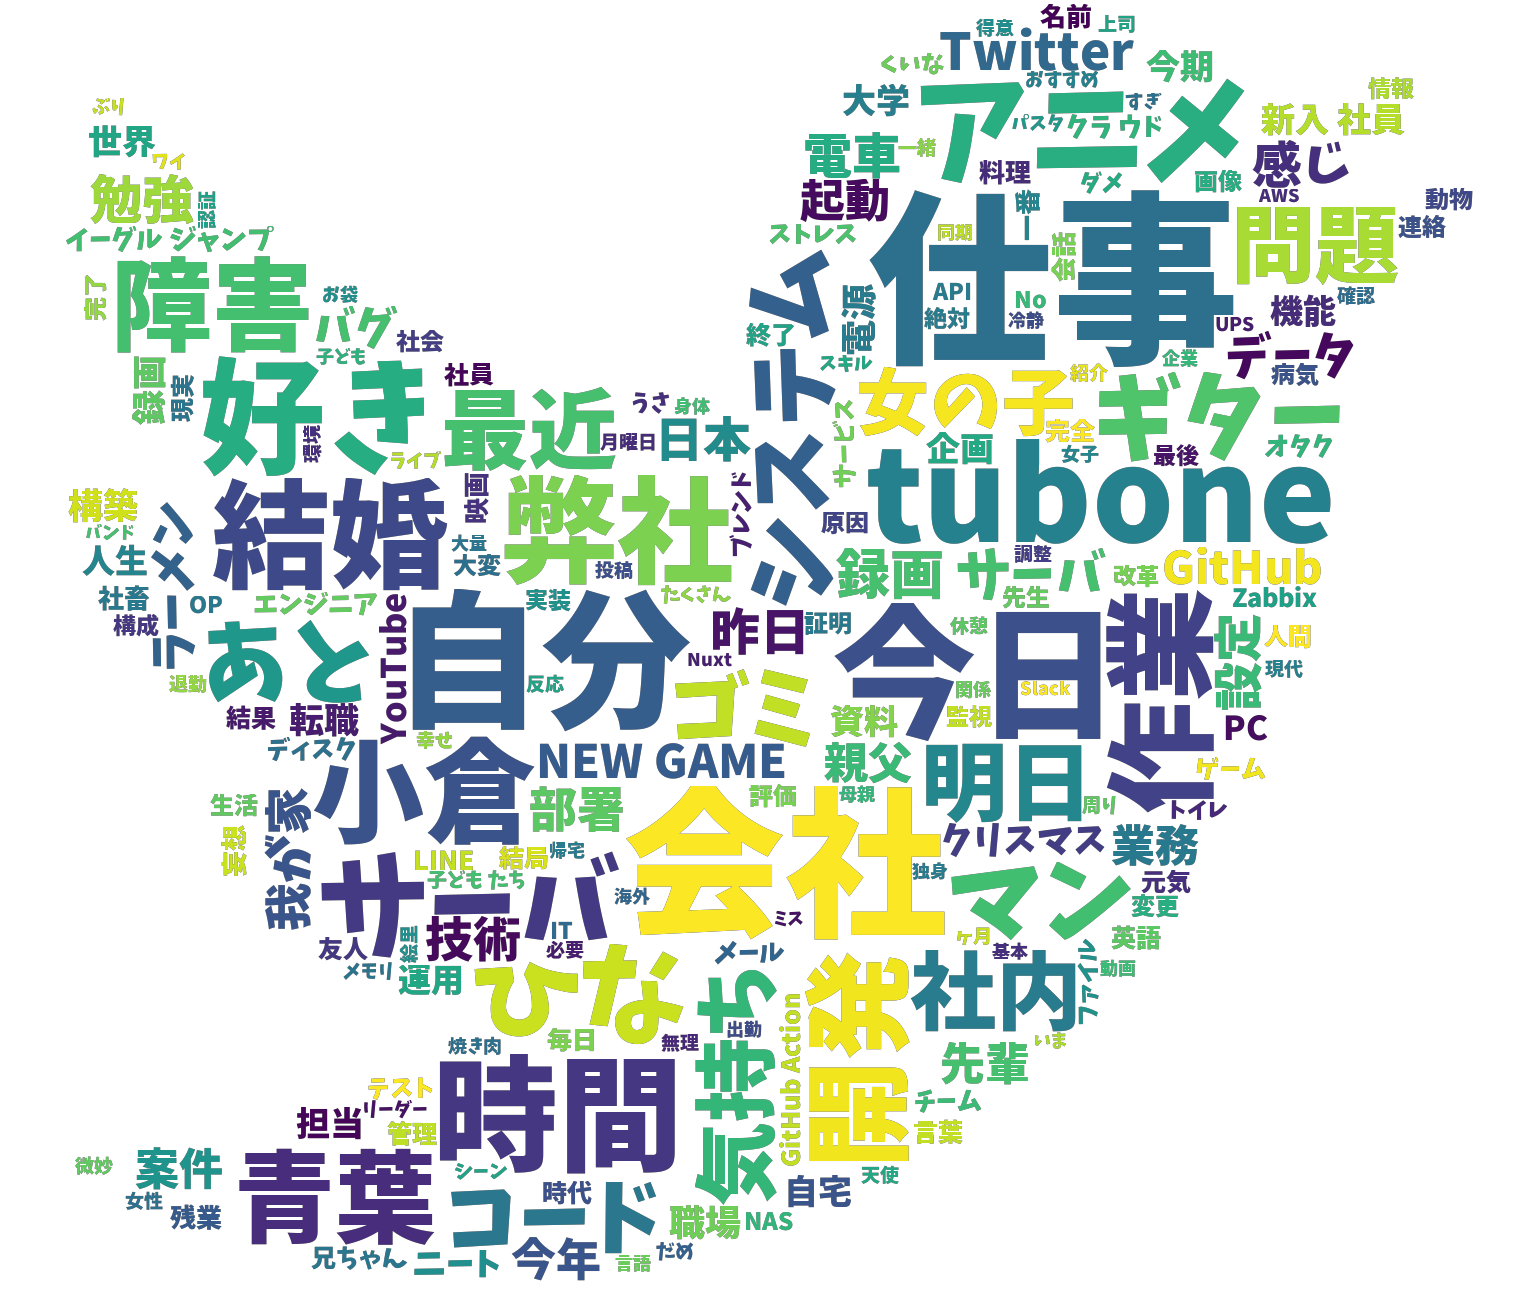 名前
得意
上司
Twitter
くいな
おすすめ
今期
大学
アニメ
すぎ
情報
ぶり
パスタ
クラウド
新入社員
世界
電車
一緒
ワイ
料理
ダメ
画像
感じ
勉強
起動
AWS
認証
仕事
一番
動物
問題
連絡
イーグルジャンプ
ストレス
同期
会話
システム
障害
完了
お袋
電源
API
No
機能
確認
バグ
絶対
冷静
UPS
社会
終了
データ
子ども
スキル
企業
録画
現実
好き
社員
女の子
紹介
病気
最近
うさ
身体
サービス
ギター
環境
月曜日
日本
完全
企画
女子
最後
オタク
ライブ
tubone
構築
結婚
映画
弊社
ブレンド
原因
バンド
ラーメン
大量
調整
人生
大変
投稿
録画
サーバ
改革
GitHub
社畜
OP
エンジニア
実装
たくさん
先生
Zabbix
構成
あと
YouTube
自分
昨日
証明
今日
休憩
作業
設定
人間
Nuxt
現代
退勤
反応
ゴミ
関係
Slack
結果
転職
資料
監視
PC
幸せ
ディスク
小倉
NEW GAME
親父
明日
ゲーム
生活
我が家
部署
会社
評価
母親
周り
トイレ
妄想
クリスマス
業務
LINE
結局
帰宅
サーバ
子どもたち
独身
マン
元気
海外
変更
技術
IT
ミス
友人
絵里
必要
メール
ヶ月
基本
英語
メモリ
運用
ひな
気持ち
開発
社内
ファイル
動画
GitHub Action
出勤
焼き肉
毎日
無理
いま
先輩
時間
テスト
リーダー
チーム
担当
管理
言葉
微妙
案件
青葉
シーン
天使
女性
コード
時代
自宅
残業
職場
NAS
兄ちゃん
ニート
今年
だめ
言語